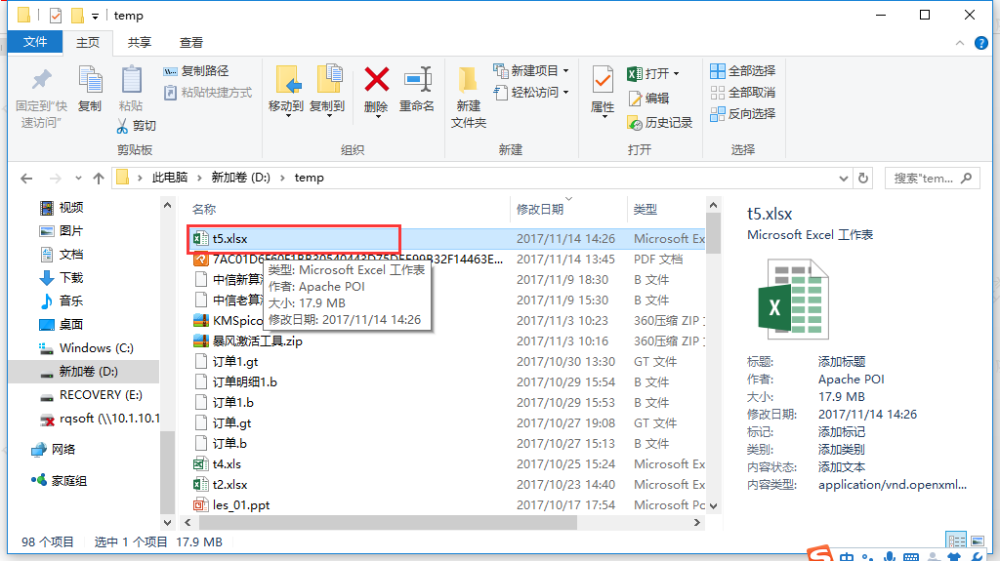 temp
文件
主页
共享
查看
固定到"快
速访问"
复制
粘贴
复制路径
粘贴快捷方式
剪切
剪贴板
移动到
复制到
删除
重命名
组织
新建
文件夹
新建项目
轻松访问
新建
属性
打开
编辑
历史记录
打开
全部选择
全部取消
反向选择
选择
此电脑
新加卷 (D:)
temp
搜索"tem...
视频
图片
文档
下载
音乐
桌面
Windows (C:)
新加卷 (D:)
RECOVERY (E:)
rqsoft (\\10.1.10.1
网络
家庭组
名称 修改日期 类型
t5.xlsx 2017/11/14 14:26 Microsoft Ex
2017/11/14 13:45 PDF 文档
中信新算 2017/11/9 18:30 B 文件
中信老算 2017/11/9 15:30 B 文件
KMSpico 2017/11/3 10:23 360压缩 ZIP
暴风激活工具.zip 2017/11/3 10:16 360压缩 ZIP
订单1.gt 2017/10/30 13:30 GT 文件
订单明细1.b 2017/10/29 15:54 B 文件
订单1.b 2017/10/29 15:53 B 文件
订单.gt 2017/10/27 19:08 GT 文件
订单.b 2017/10/27 15:13 B 文件
t4.xls 2017/10/25 15:24 Microsoft Ex
t2.xlsx 2017/10/23 14:40 Microsoft Ex
les_01.ppt 2017/10/17 17:54 Microsoft Pc
类型: Microsoft Excel 工作表
作者: Apache POI
大小: 17.9 MB
修改日期: 2017/11/14 14:26
t5.xlsx
Microsoft Excel 工作表
X
标题: 添加标题
作者: Apache POI
大小: 17.9 MB
修改日期: 2017/11/14 14:26
标记: 添加标记
类别: 添加类别
内容状态: 添加文本
内容类型: application/vnd.openxml...
98 个项目 选中 1 个项目 17.9 MB
中